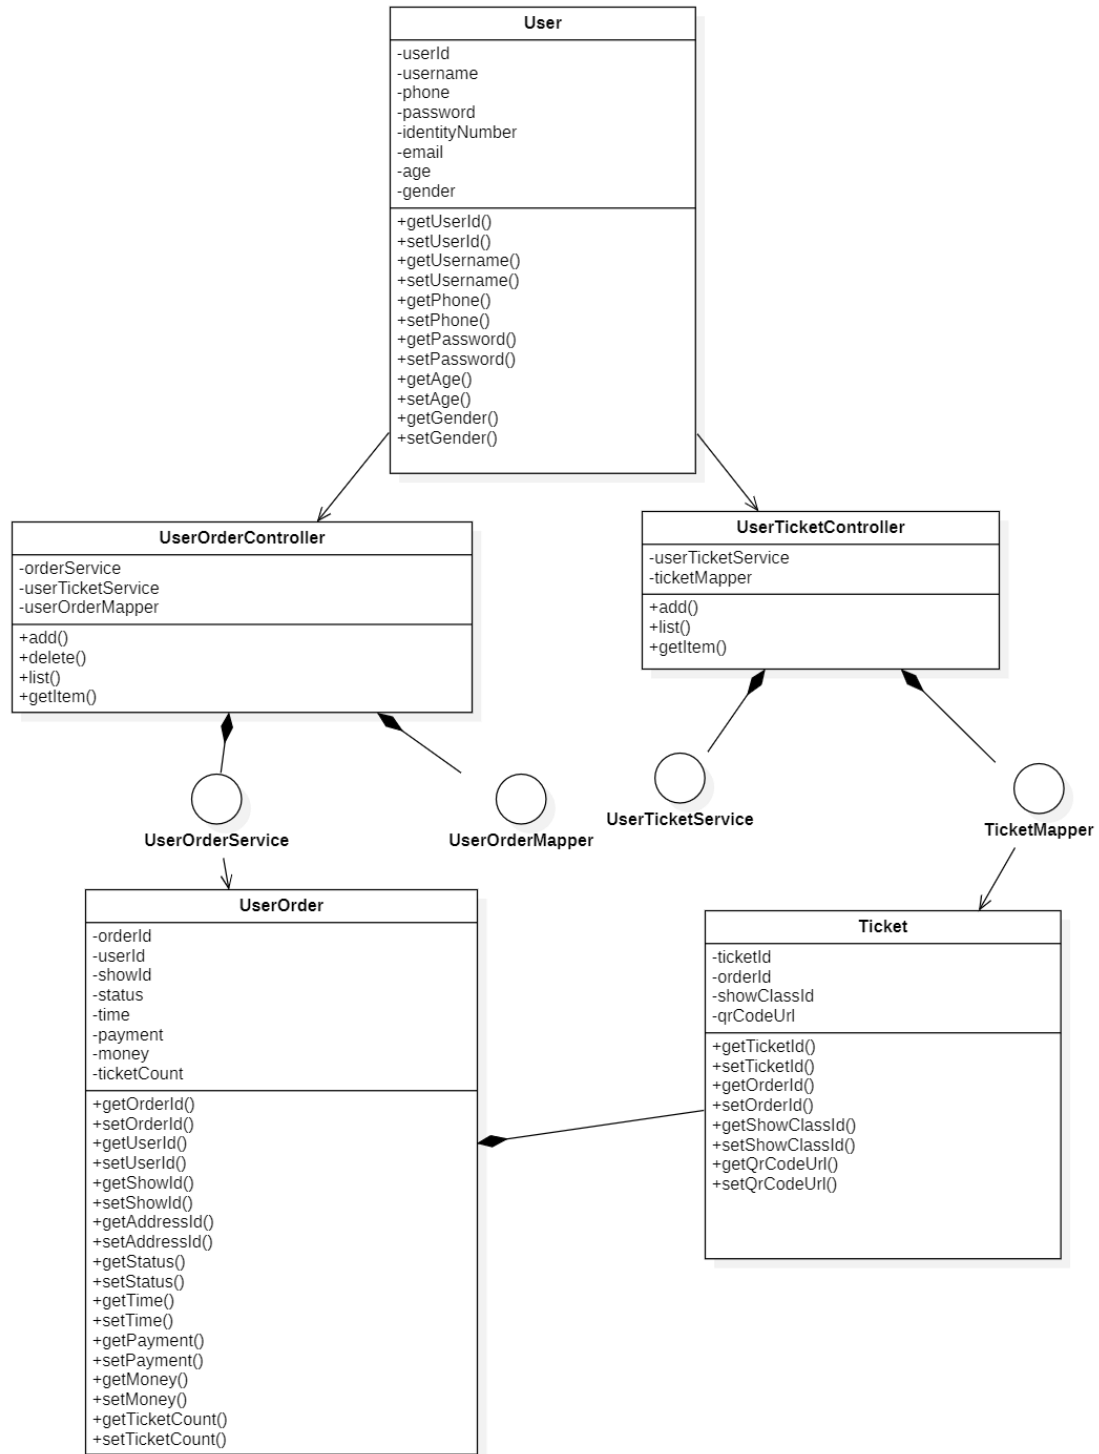 User
-userId
-username
-phone
-password
-identityNumber
-email
-age
-gender
+getUserId()
+setUserId()
+getUsername()
+setUsername()
+getPhone()
+setPhone()
+getPassword()
+setPassword()
+getAge()
+setAge()
+getGender()
+setGender()
UserOrderController
-orderService
-userTicketService
-userOrderMapper
+add()
+delete()
+list()
+getItem()
UserTicketController
-userTicketService
-ticketMapper
+add()
+list()
+getItem()
UserOrderService
UserOrderMapper
UserTicketService
TicketMapper
UserOrder
-orderId
-userId
-showId
-status
-time
-payment
-money
-ticketCount
+getOrderId()
+setOrderId()
+getUserId()
+setUserId()
+getShowId()
+setShowId()
+getAddressId()
+setAddressId()
+getStatus()
+setStatus()
+getTime()
+setTime()
+getPayment()
+setPayment()
+getMoney()
+setMoney()
+getTicketCount()
+setTicketCount()
Ticket
-ticketId
-orderId
-showClassId
-qrCodeUrl
+getTicketId()
+setTicketId()
+getOrderId()
+setOrderId()
+getShowClassId()
+setShowClassId()
+getQrCodeUrl()
+setQrCodeUrl()